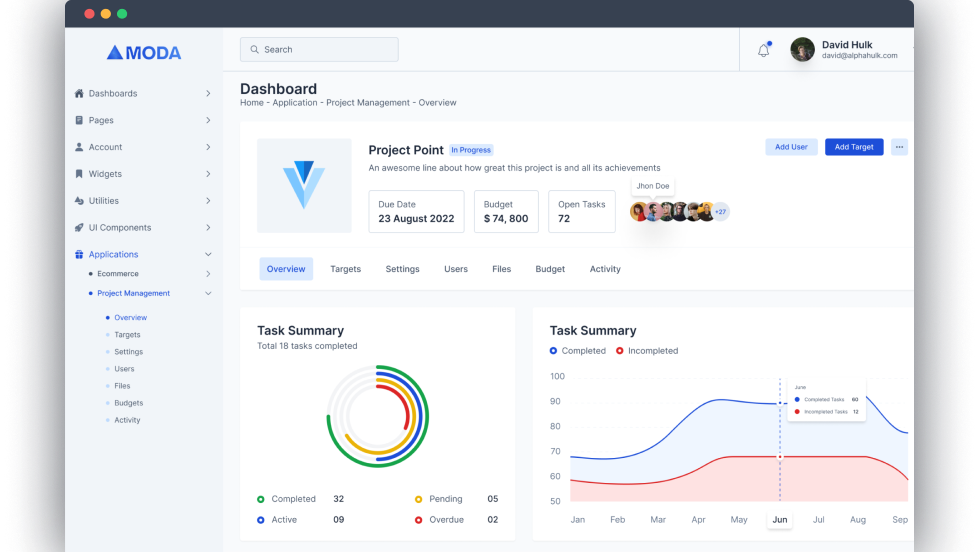 MODA
Search
David Hulk
david@alphahulk.com
Dashboards
Pages
Account
Widgets
Utilities
UI Components
Applications
Ecommerce
Project Management
Overview
Targets
Settings
Users
Files
Budgets
Activity
Dashboard
Home - Application - Project Management - Overview
Project Point In Progress
Add User Add Target
An awesome line about how great this project is and all its achievements
Due Date
23 August 2022
Budget
$ 74, 800
Open Tasks
72
Jhon Doe
+27
Overview Targets Settings Users Files Budget Activity
Task Summary
Total 18 tasks completed
Completed 32
Pending 05
Active 09
Overdue 02
Task Summary
Completed Incompleted
100
90
80
70
60
50
June
Completed Tasks 60
Incompleted Tasks 12
Jan Feb Mar Apr May Jun Jul Aug Sep